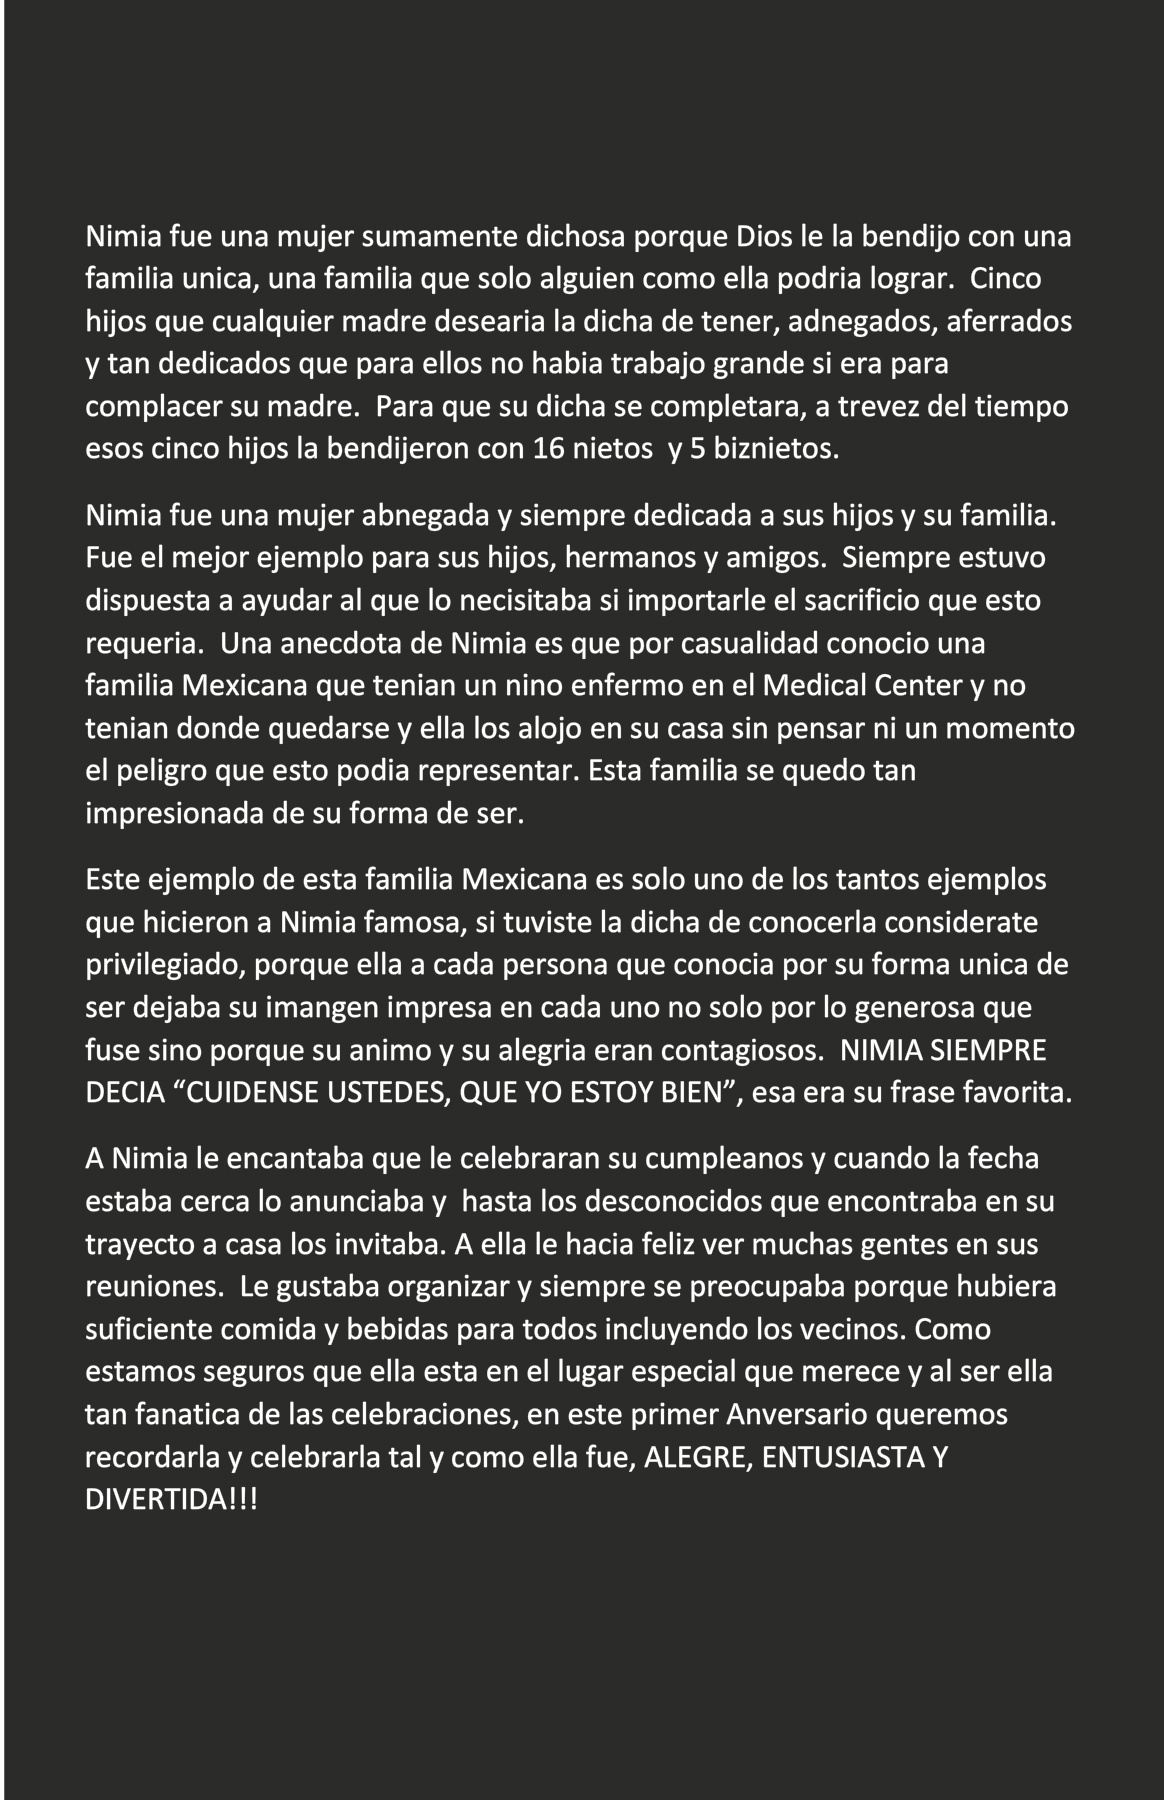 Nimia fue una mujer sumamente dichosa porque Dios le la bendijo con una
familia unica, una familia que solo alguien como ella podria lograr.  Cinco
hijos que cualquier madre desearia la dicha de tener, adnegados, aferrados
y tan dedicados que para ellos no habia trabajo grande si era para
complacer su madre.  Para que su dicha se completara, a trevez del tiempo
esos cinco hijos la bendijeron con 16 nietos  y 5 biznietos.
Nimia fue una mujer abnegada y siempre dedicada a sus hijos y su familia.
Fue el mejor ejemplo para sus hijos, hermanos y amigos.  Siempre estuvo
dispuesta a ayudar al que lo necisitaba si importarle el sacrificio que esto
requeria.  Una anecdota de Nimia es que por casualidad conocio una
familia Mexicana que tenian un nino enfermo en el Medical Center y no
tenian donde quedarse y ella los alojo en su casa sin pensar ni un momento
el peligro que esto podia representar. Esta familia se quedo tan
impresionada de su forma de ser.
Este ejemplo de esta familia Mexicana es solo uno de los tantos ejemplos
que hicieron a Nimia famosa, si tuviste la dicha de conocerla considerate
privilegiado, porque ella a cada persona que conocia por su forma unica de
ser dejaba su imangen impresa en cada uno no solo por lo generosa que
fuse sino porque su animo y su alegria eran contagiosos.  NIMIA SIEMPRE
DECIA “CUIDENSE USTEDES, QUE YO ESTOY BIEN”, esa era su frase favorita.
A Nimia le encantaba que le celebraran su cumpleanos y cuando la fecha
estaba cerca lo anunciaba y  hasta los desconocidos que encontraba en su
trayecto a casa los invitaba. A ella le hacia feliz ver muchas gentes en sus
reuniones.  Le gustaba organizar y siempre se preocupaba porque hubiera
suficiente comida y bebidas para todos incluyendo los vecinos. Como
estamos seguros que ella esta en el lugar especial que merece y al ser ella
tan fanatica de las celebraciones, en este primer Anversario queremos
recordarla y celebrarla tal y como ella fue, ALEGRE, ENTUSIASTA Y
DIVERTIDA!!!